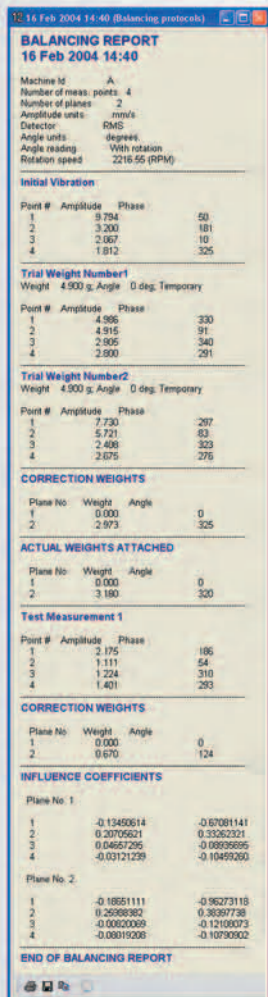 16 Feb 2004 14:40 (Balancing protocols)
BALANCING REPORT
16 Feb 2004 14:40
Machine Id A
Number of meas. points 4
Number of planes 2
Amplitude units mm/s
Detector RMS
Angle units degrees
Angle reading With rotation
Rotation speed 2216.55 (RPM)
Initial Vibration
Point # Amplitude Phase
1 9.794 50
2 3.200 181
3 2.067 10
4 1.812 325
Trial Weight Number1
Weight 4.900 g; Angle 0 deg; Temporary
Point # Amplitude Phase
1 4.986 330
2 4.915 91
3 2.905 340
4 2.800 291
Trial Weight Number2
Weight 4.900 g; Angle 0 deg; Temporary
Point # Amplitude Phase
1 7.730 297
2 5.721 83
3 2.408 323
4 2.675 276
CORRECTION WEIGHTS
Plane No Weight Angle
1 0.000 0
2 2.973 325
ACTUAL WEIGHTS ATTACHED
Plane No Weight Angle
1 0.000 0
2 3.180 320
Test Measurement 1
Point # Amplitude Phase
1 2.175 186
2 1.111 54
3 1.224 310
4 1.401 293
CORRECTION WEIGHTS
Plane No Weight Angle
1 0.000 0
2 0.670 124
INFLUENCE COEFFICIENTS
Plane No. 1
1 -0.13450614 -0.67081141
2 0.20705621 0.33262321
3 0.04657295 -0.08935695
4 -0.03121239 -0.10459260
Plane No. 2
1 -0.18651111 -0.96273118
2 0.26988382 0.38397738
3 -0.00820069 -0.12108073
4 -0.08019208 -0.10790902
END OF BALANCING REPORT